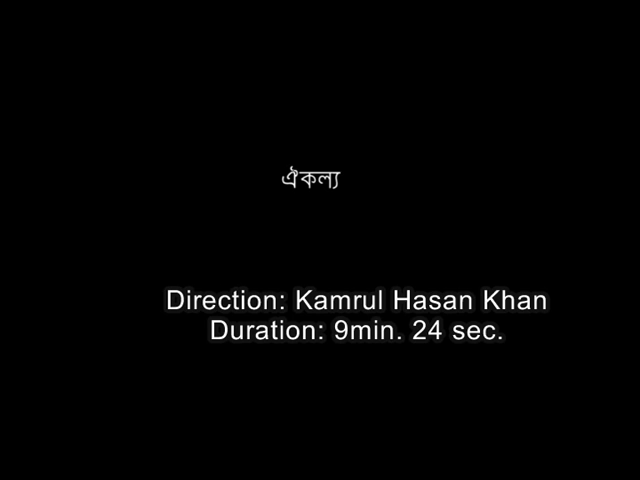 ঐকল্য
Direction: Kamrul Hasan Khan
Duration: 9min. 24 sec.